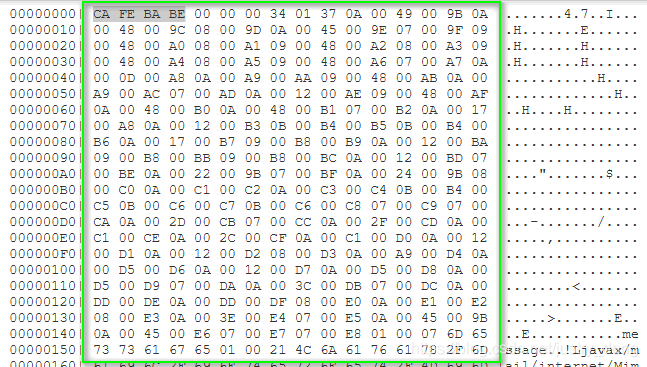 00000000| CA FE BA BE 00 00 00 34 01 37 0A 00 49 00 9B 0A .......4.7..I...
00000010| 00 48 00 9C 08 00 9D 0A 00 45 00 9E 07 00 9F 09 .H.......E......
00000020| 00 48 00 A0 08 00 A1 09 00 48 00 A2 08 00 A3 09 .H.......H......
00000030| 00 48 00 A4 08 00 A5 09 00 48 00 A6 07 00 A7 0A .H.......H......
00000040| 00 0D 00 A8 0A 00 A9 00 AA 09 00 48 00 AB 0A 00 ...........H....
00000050| A9 00 AC 07 00 AD 0A 00 12 00 AE 09 00 48 00 AF .............H..
00000060| 0A 00 48 00 B0 0A 00 48 00 B1 07 00 B2 0A 00 17 ..H....H........
00000070| 00 A8 0A 00 12 00 B3 0B 00 B4 00 B5 0B 00 B4 00 ................
00000080| B6 0A 00 17 00 B7 09 00 B8 00 B9 0A 00 12 00 BA ................
00000090| 09 00 B8 00 BB 09 00 B8 00 BC 0A 00 12 00 BD 07 ................
000000A0| 00 BE 0A 00 22 00 9B 07 00 BF 0A 00 24 00 9B 08 ....".......$...
000000B0| 00 C0 0A 00 C1 00 C2 0A 00 C3 00 C4 0B 00 B4 00 ................
000000C0| C5 0B 00 C6 00 C7 0B 00 C6 00 C8 07 00 C9 07 00 ................
000000D0| CA 0A 00 2D 00 CB 07 00 CC 0A 00 2F 00 CD 0A 00 ...-......./....
000000E0| C1 00 CE 0A 00 2C 00 CF 0A 00 C1 00 D0 0A 00 12 .....,..........
000000F0| 00 D1 0A 00 12 00 D2 08 00 D3 0A 00 A9 00 D4 0A ................
00000100| 00 D5 00 D6 0A 00 12 00 D7 0A 00 D5 00 D8 0A 00 ................
00000110| D5 00 D9 07 00 DA 0A 00 3C 00 DB 07 00 DC 0A 00 ........<.......
00000120| DD 00 DE 0A 00 DD 00 DF 08 00 E0 0A 00 E1 00 E2 ................
00000130| 08 00 E3 0A 00 3E 00 E4 07 00 E5 0A 00 45 00 9B .....>.......E..
00000140| 0A 00 45 00 E6 07 00 E7 07 00 E8 01 00 07 6D 65 ..E...........me
00000150| 73 73 61 67 65 01 00 21 4C 6A 61 76 61 78 2F 6D ssage..!Ljavax/m
00000160| 61 69 6C 2F 69 6E 74 65 72 6E 65 74 2F 4D 69 6D ail/internet/Mim